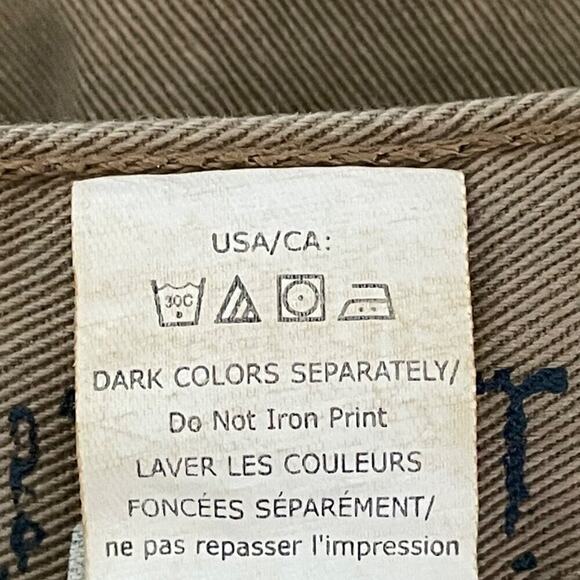 USA/CA:
30C
DARK COLORS SEPARATELY/
Do Not Iron Print
LAVER LES COULEURS
FONCÉES SÉPARÉMENT/
ne pas repasser l'impression